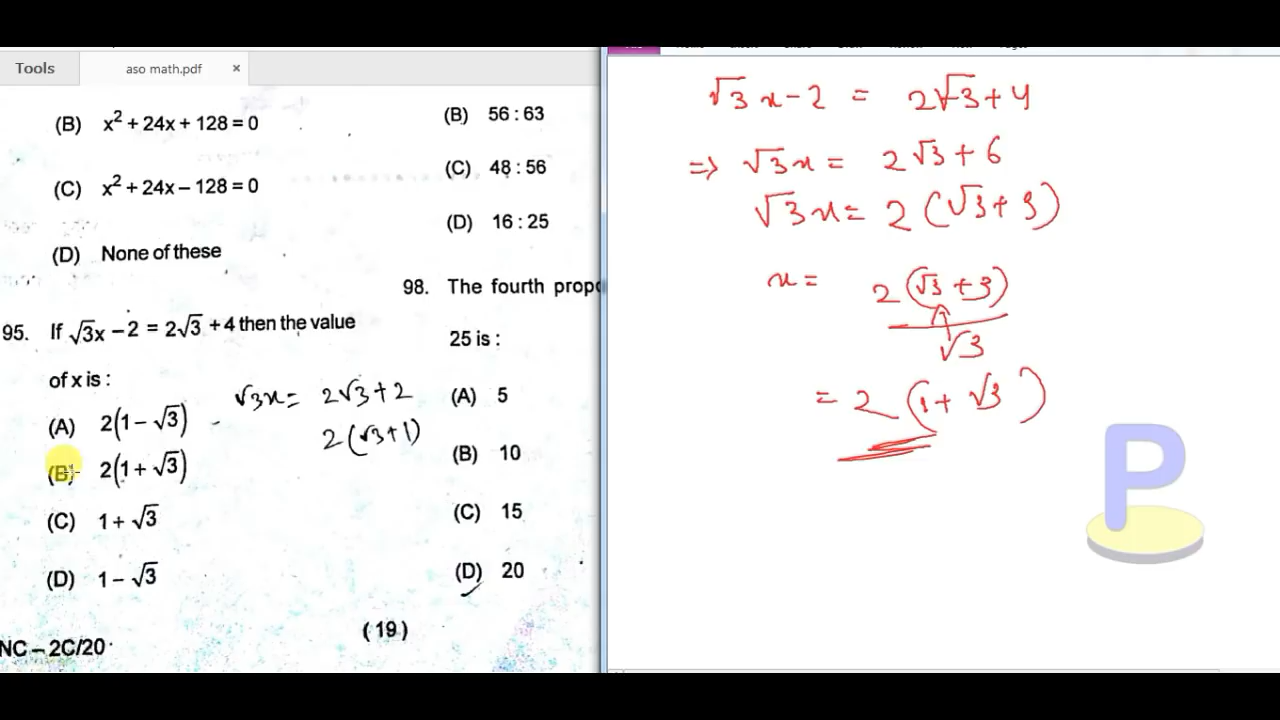 Tools
aso math.pdf ×
(B) x² + 24x + 128 = 0
(C) x² + 24x – 128 = 0
(D) None of these
95. If √3x – 2 = 2√3 + 4 then the value
of x is :
(A) 2(1 – √3)
(B) 2(1 + √3)
(C) 1 + √3
(D) 1 – √3
√3x = 2√3 + 2
2(√3 + 1)
NC – 2C/20
(B) 56 : 63
(C) 48 : 56
(D) 16 : 25
98. The fourth propo
25 is :
(A) 5
(B) 10
(C) 15
(D) 20
(19)
√3x – 2 = 2√3 + 4
⇒ √3x = 2√3 + 6
√3x = 2(√3 + 3)
x = 2(√3 + 3)
√3
= 2(1 + √3)
P